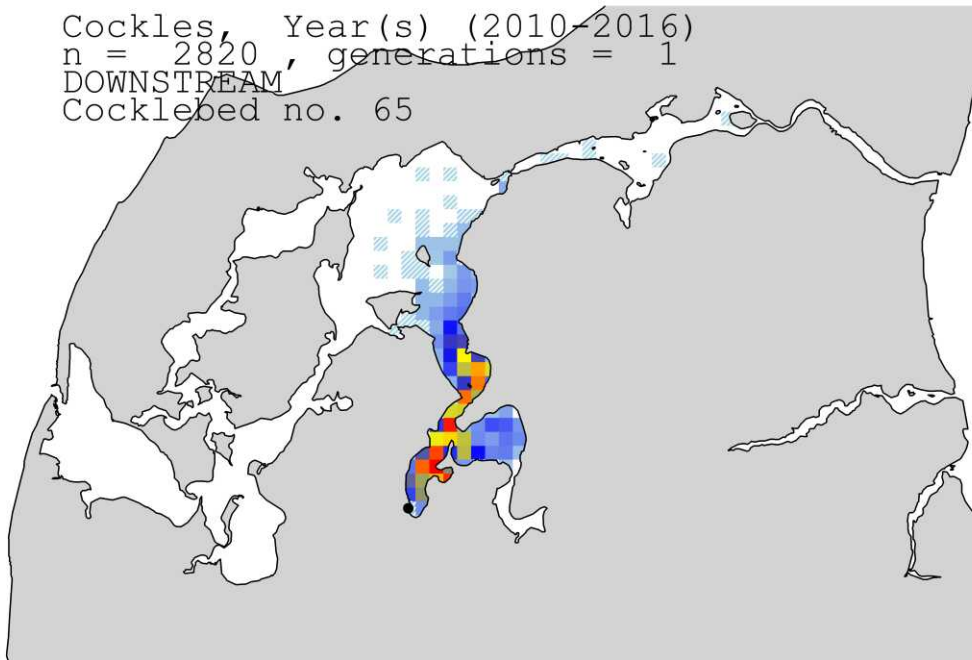 Cockles, Year(s) (2010-2016)
n = 2820 , generations = 1
DOWNSTREAM
Cocklebed no. 65